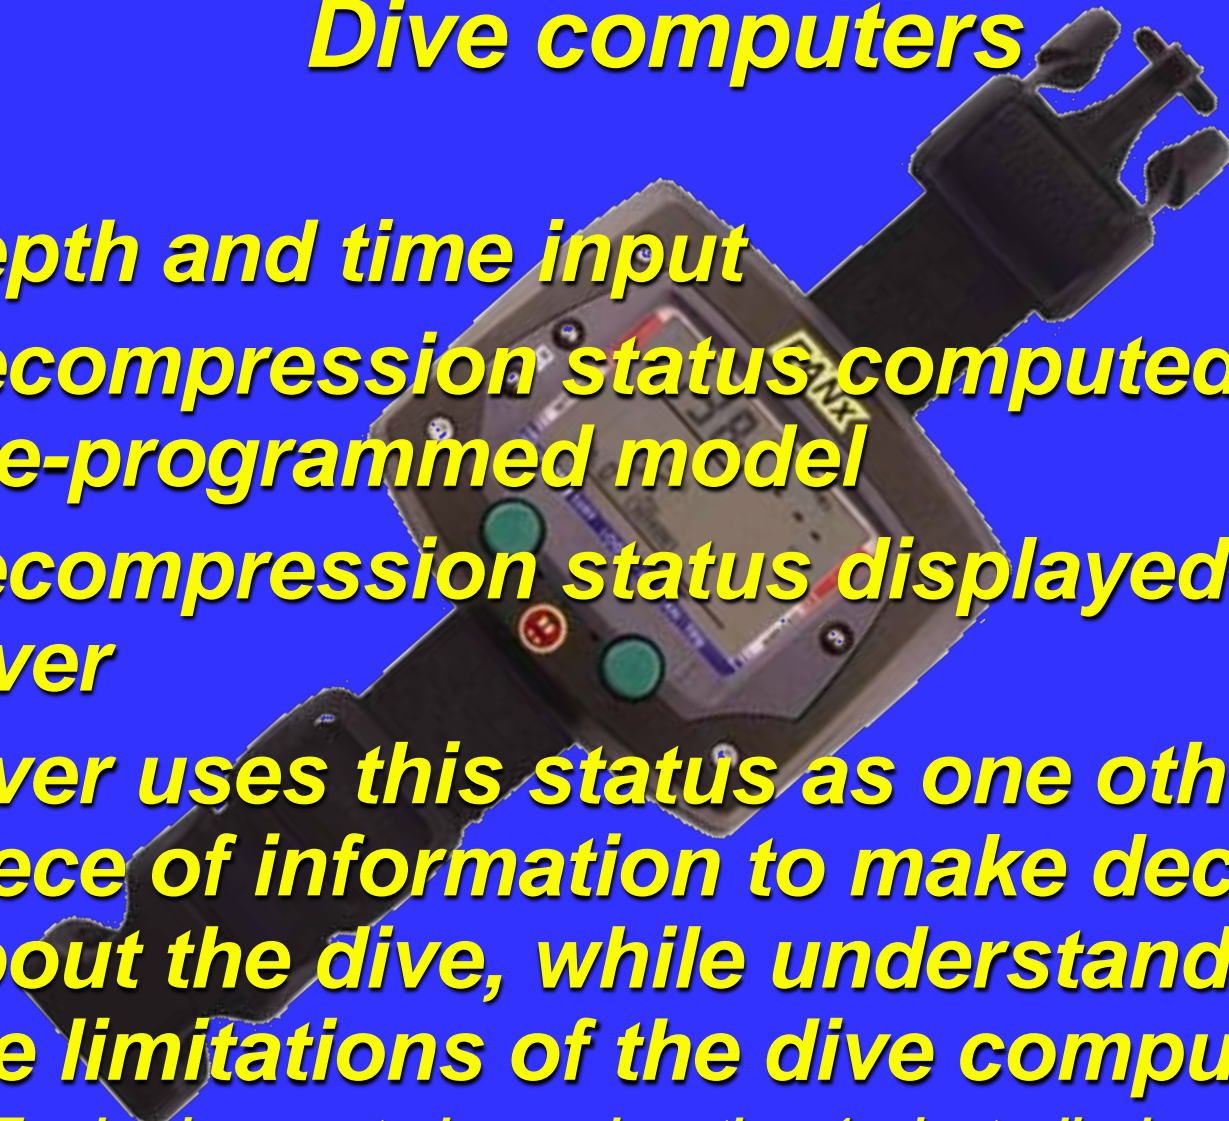 Dive computers
epth and time input
ecompression status computed
e-programmed model
ecompression status displayed
ver
ver uses this status as one oth
ece of information to make dec
bout the dive, while understand
e limitations of the dive compu